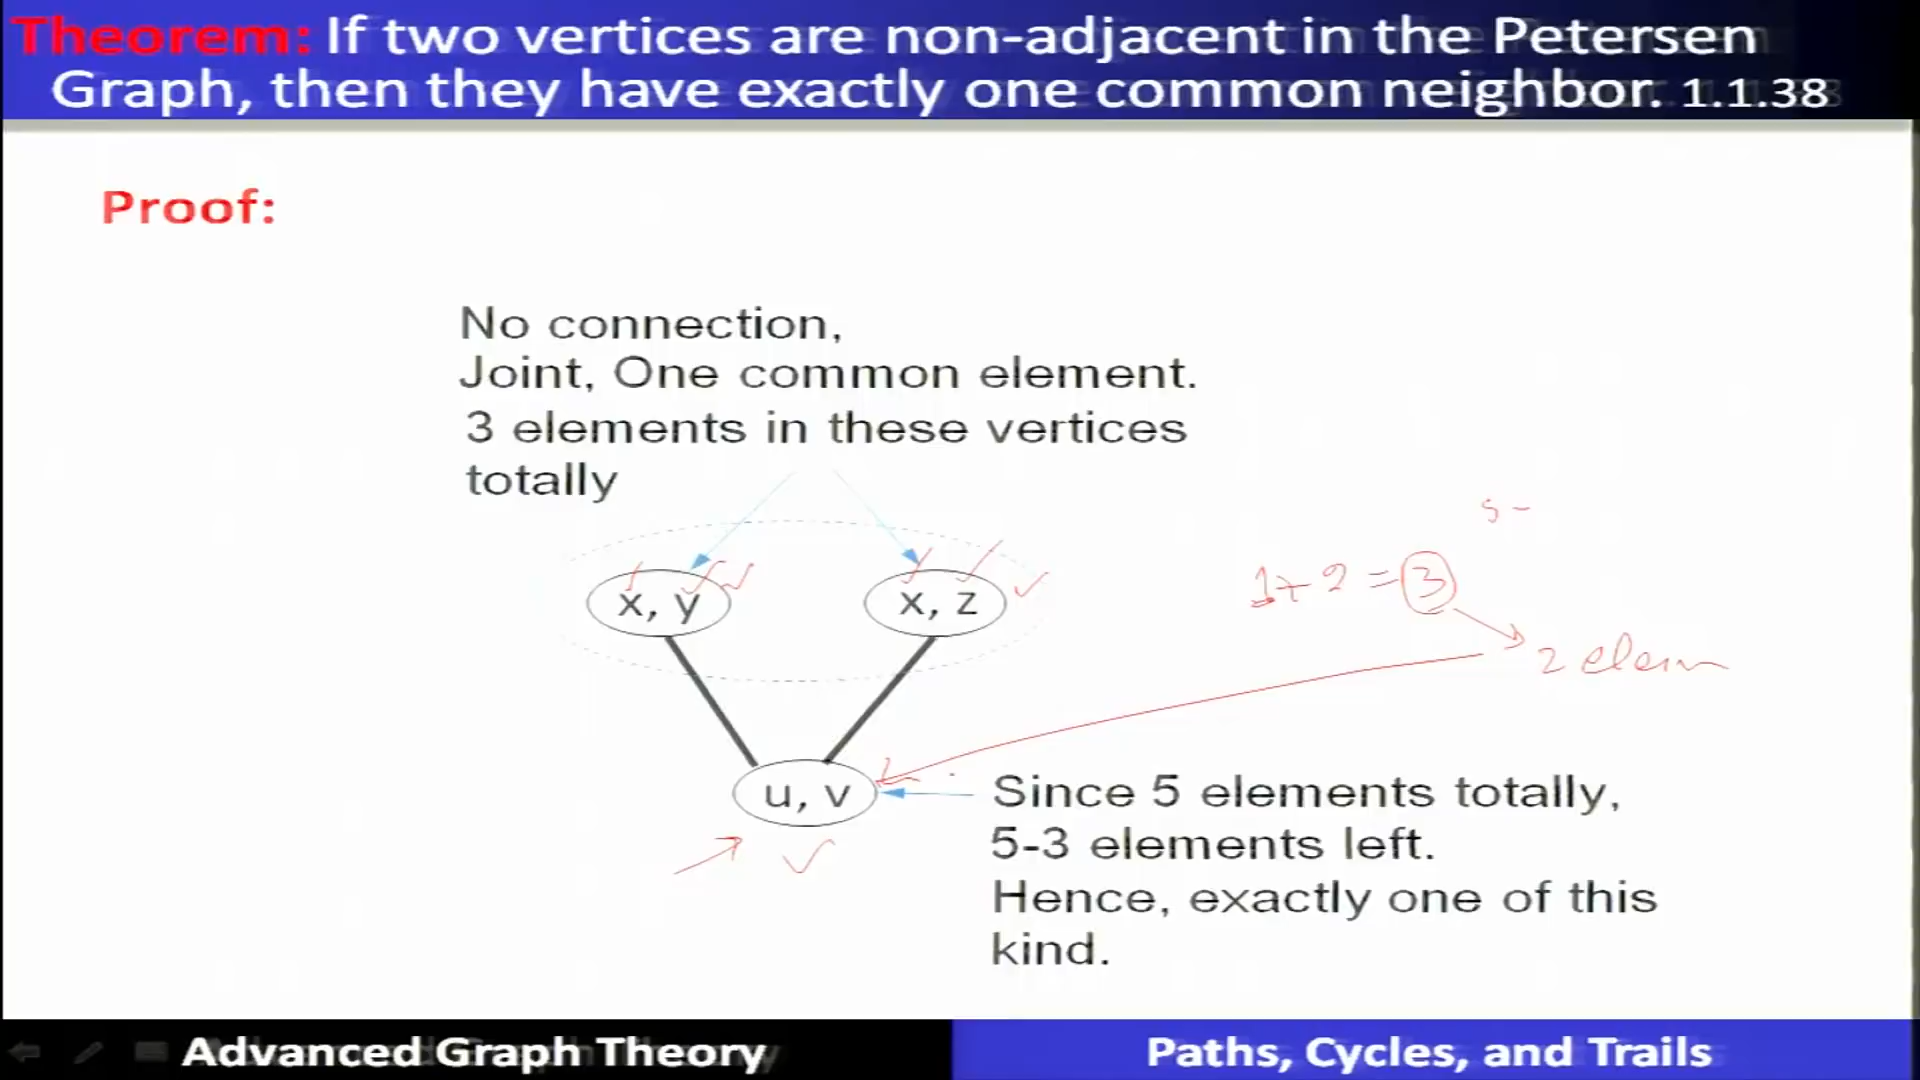 Theorem: If two vertices are non-adjacent in the Petersen
Graph, then they have exactly one common neighbor. 1.1.38
Proof:
No connection,
Joint, One common element.
3 elements in these vertices
totally
x, y
x, z
5 -
1 + 2 = 3
2 elem
u, v
Since 5 elements totally,
5-3 elements left.
Hence, exactly one of this
kind.
Advanced Graph Theory
Paths, Cycles, and Trails